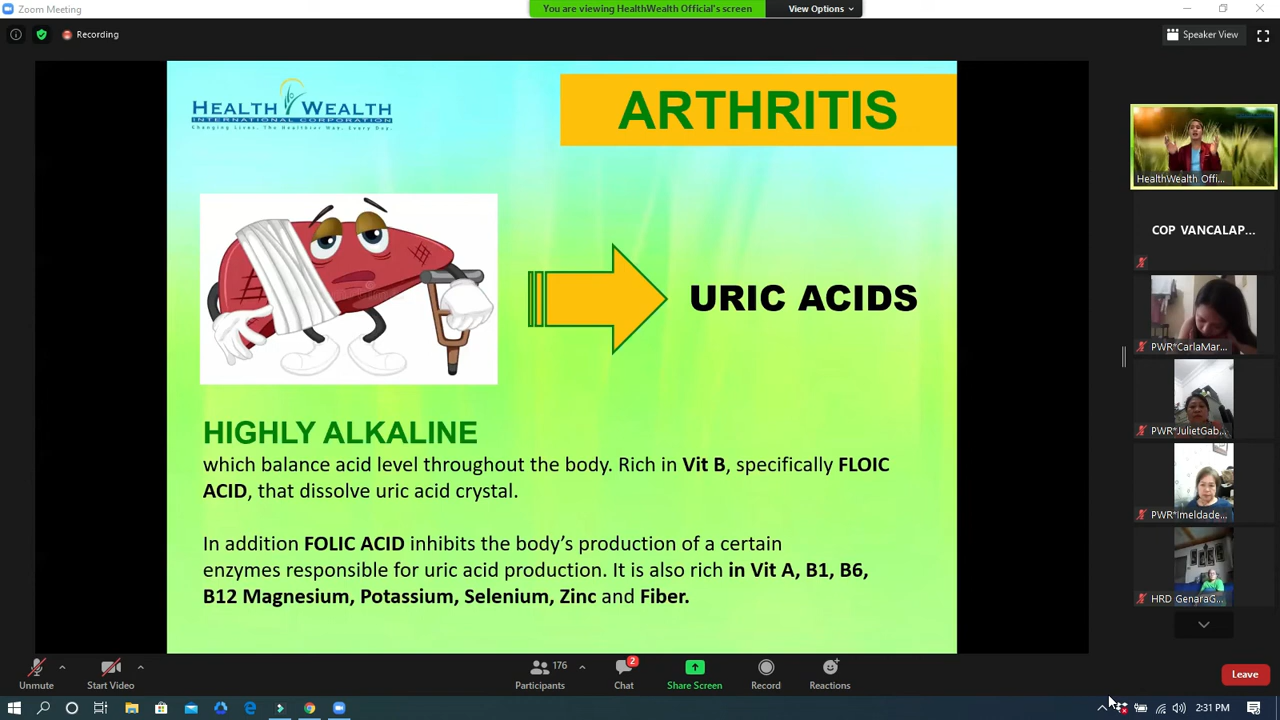 Zoom Meeting
You are viewing HealthWealth Official's screen
View Options
Recording
Speaker View
HEALTH WEALTH
INTERNATIONAL CORPORATION
Changing Lives. The Healthier Way. Every Day.
ARTHRITIS
URIC ACIDS
HIGHLY ALKALINE
which balance acid level throughout the body. Rich in Vit B, specifically FLOIC
ACID, that dissolve uric acid crystal.
In addition FOLIC ACID inhibits the body's production of a certain
enzymes responsible for uric acid production. It is also rich in Vit A, B1, B6,
B12 Magnesium, Potassium, Selenium, Zinc and Fiber.
HealthWealth Offi...
COP VANCALAP...
PWR*CarlaMar...
PWR*JulietGab...
PWR*Imeldade...
HRD GenaraG...
Unmute
Start Video
176
Participants
2
Chat
Share Screen
Record
Reactions
Leave
2:31 PM